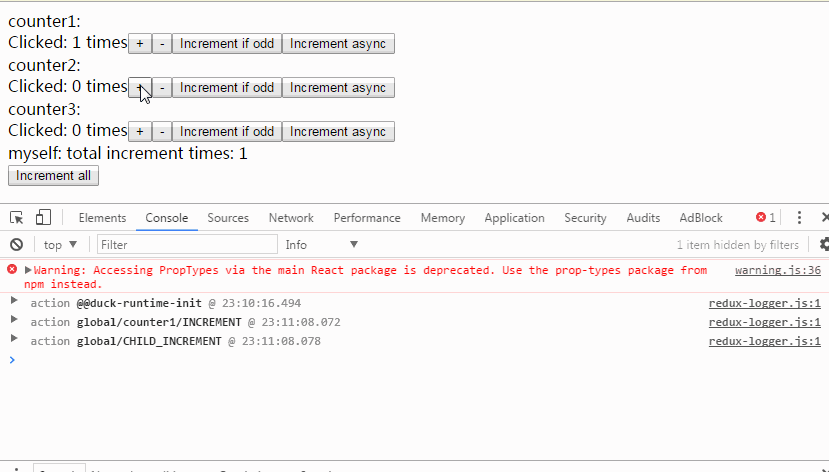 counter1:
Clicked: 1 times + - Increment if odd Increment async
counter2:
Clicked: 0 times + - Increment if odd Increment async
counter3:
Clicked: 0 times + - Increment if odd Increment async
myself: total increment times: 1
Increment all
Elements Console Sources Network Performance Memory Application Security Audits AdBlock 1
top ▼ Filter Info ▼ 1 item hidden by filters
▶Warning: Accessing PropTypes via the main React package is deprecated. Use the prop-types package from warning.js:36
npm instead.
▶ action @@duck-runtime-init @ 23:10:16.494 redux-logger.js:1
▶ action global/counter1/INCREMENT @ 23:11:08.072 redux-logger.js:1
▶ action global/CHILD_INCREMENT @ 23:11:08.078 redux-logger.js:1
>